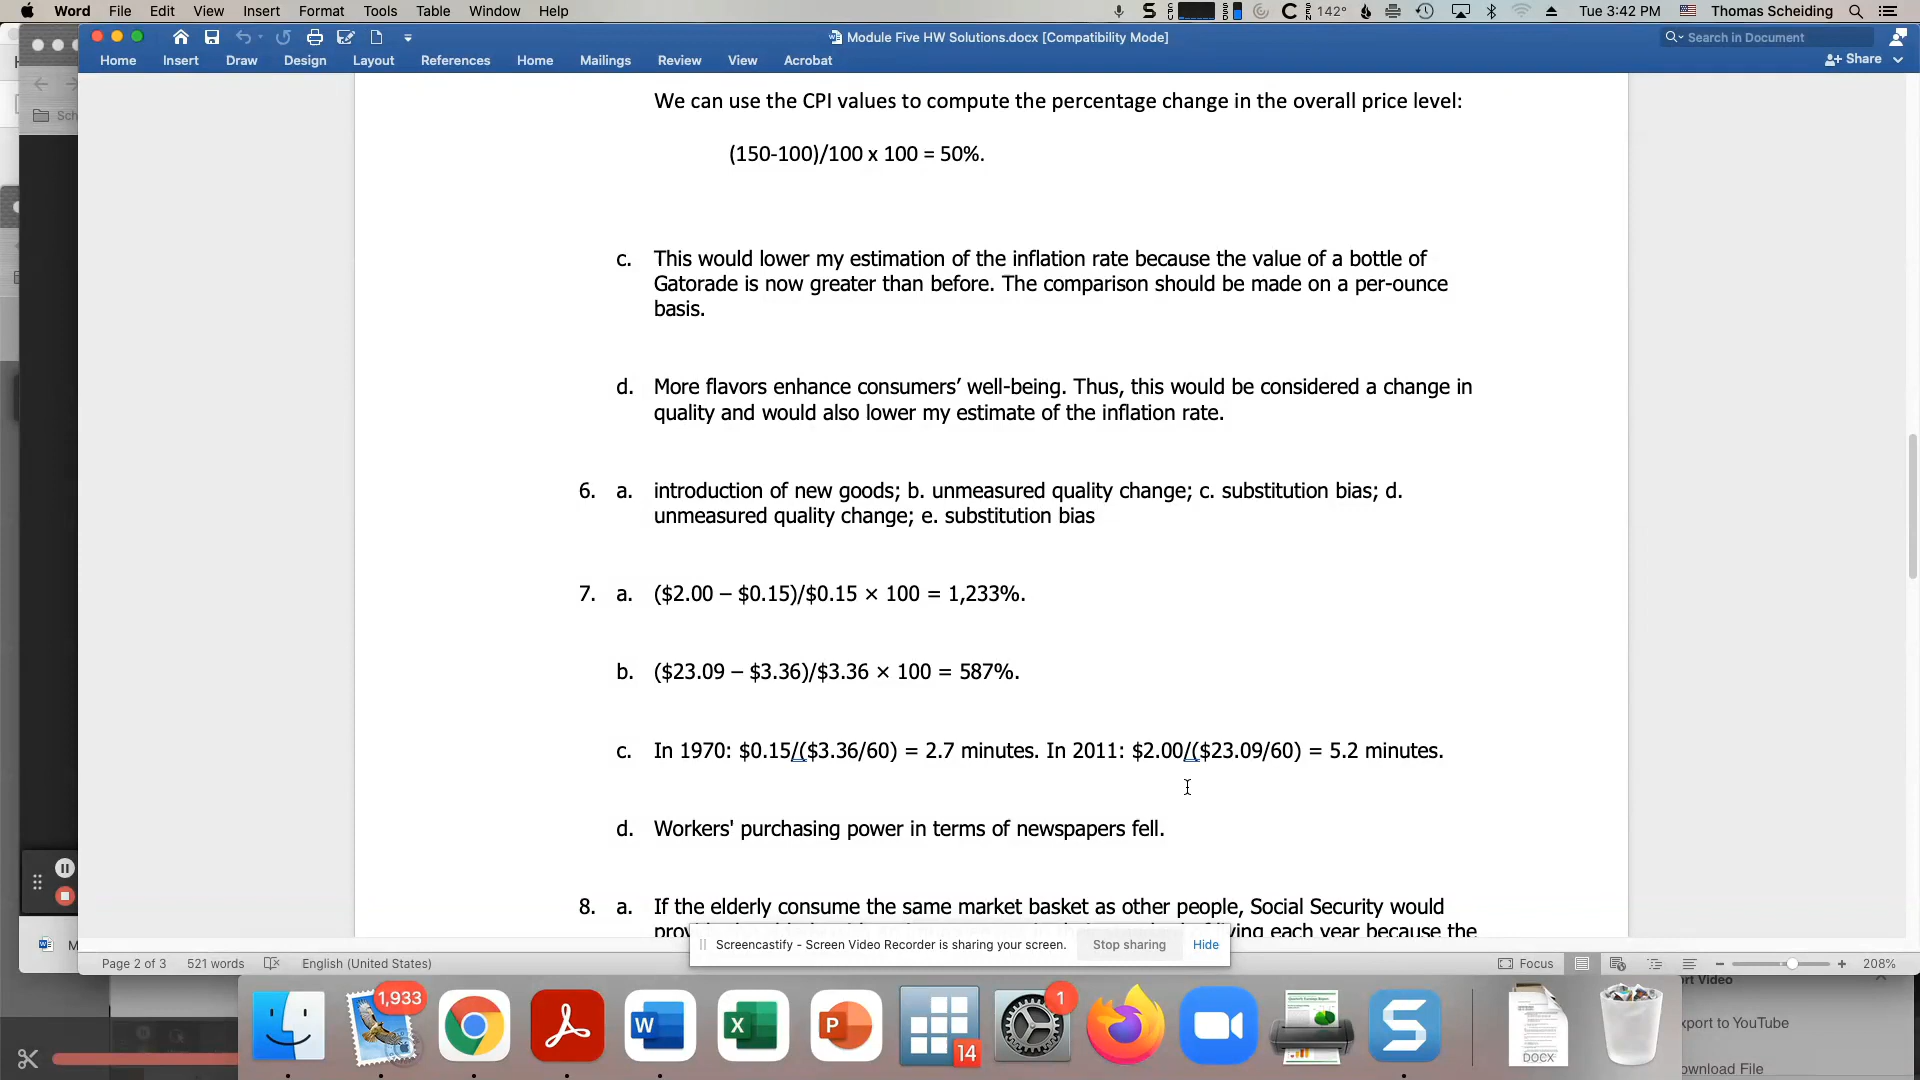 Word File Edit View Insert Format Tools Table Window Help
142° Tue 3:42 PM Thomas Scheiding
Module Five HW Solutions.docx [Compatibility Mode]
Search in Document
Home Insert Draw Design Layout References Home Mailings Review View Acrobat
Share
We can use the CPI values to compute the percentage change in the overall price level:
(150-100)/100 x 100 = 50%.
c. This would lower my estimation of the inflation rate because the value of a bottle of
Gatorade is now greater than before. The comparison should be made on a per-ounce
basis.
d. More flavors enhance consumers’ well-being. Thus, this would be considered a change in
quality and would also lower my estimate of the inflation rate.
6. a. introduction of new goods; b. unmeasured quality change; c. substitution bias; d.
unmeasured quality change; e. substitution bias
7. a. ($2.00 – $0.15)/$0.15 × 100 = 1,233%.
b. ($23.09 – $3.36)/$3.36 × 100 = 587%.
c. In 1970: $0.15/($3.36/60) = 2.7 minutes. In 2011: $2.00/($23.09/60) = 5.2 minutes.
d. Workers' purchasing power in terms of newspapers fell.
8. a. If the elderly consume the same market basket as other people, Social Security would
each year because the
Screencastify - Screen Video Recorder is sharing your screen. Stop sharing Hide
Page 2 of 3 521 words English (United States)
Focus 208%
1,933
W
X
P
14
1
S
DOCX
ort Video
xport to YouTube
ownload File